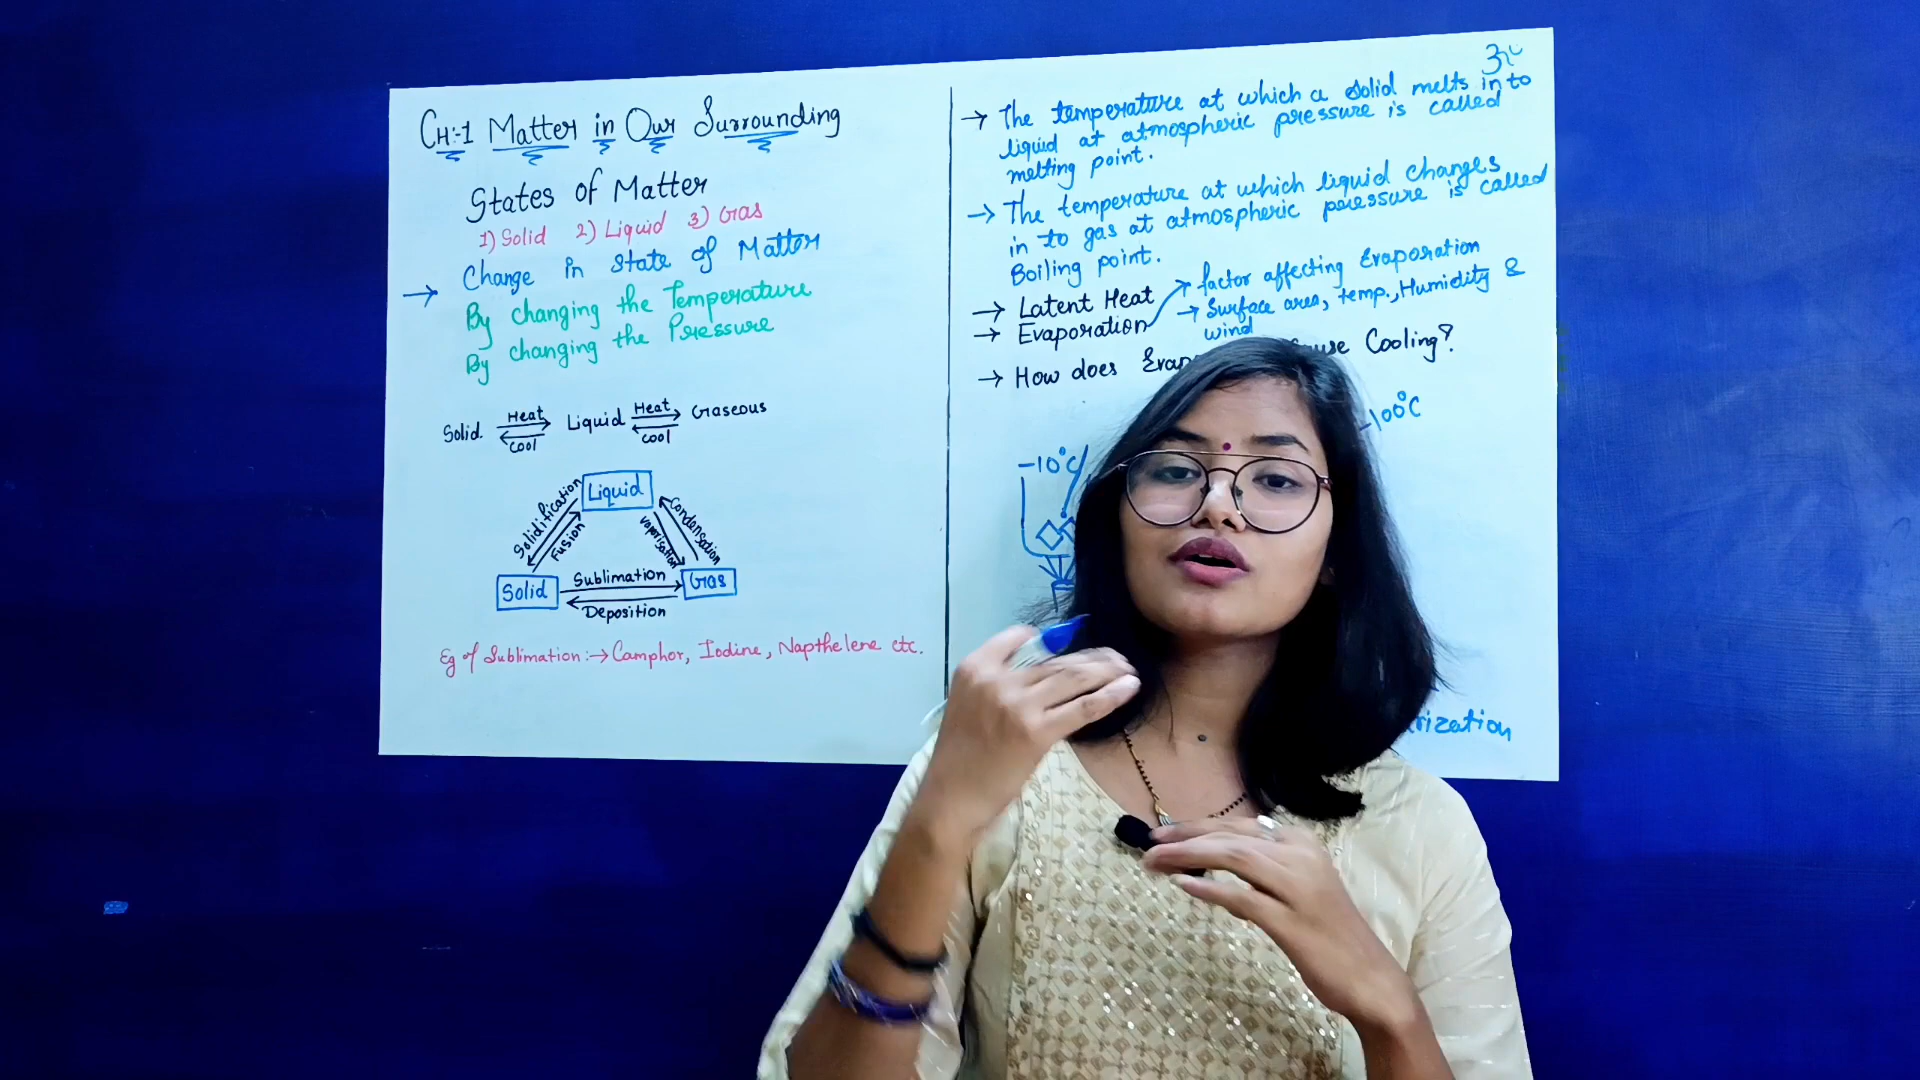 CH:-1 Matter in Our Surrounding
States of Matter
1) Solid 2) Liquid 3) Gas
→ Change in state of Matter
By changing the Temperature
By changing the Pressure
Solid Heat Liquid Heat Gaseous
cool cool
Liquid
Solidification
Fusion
Vaporisation
Condensation
Solid
Sublimation
Gas
Deposition
Eg of Sublimation :→ Camphor, Iodine, Napthelene etc.
→ The temperature at which a solid melts in to
liquid at atmospheric pressure is called
melting point.
→ The temperature at which liquid changes
in to gas at atmospheric pressure is called
Boiling point.
→ Latent Heat
→ Evaporation
→ factor affecting Evaporation
→ Surface area, temp., Humidity &
wind
→ How does Cooling?
-10°C
-100°C